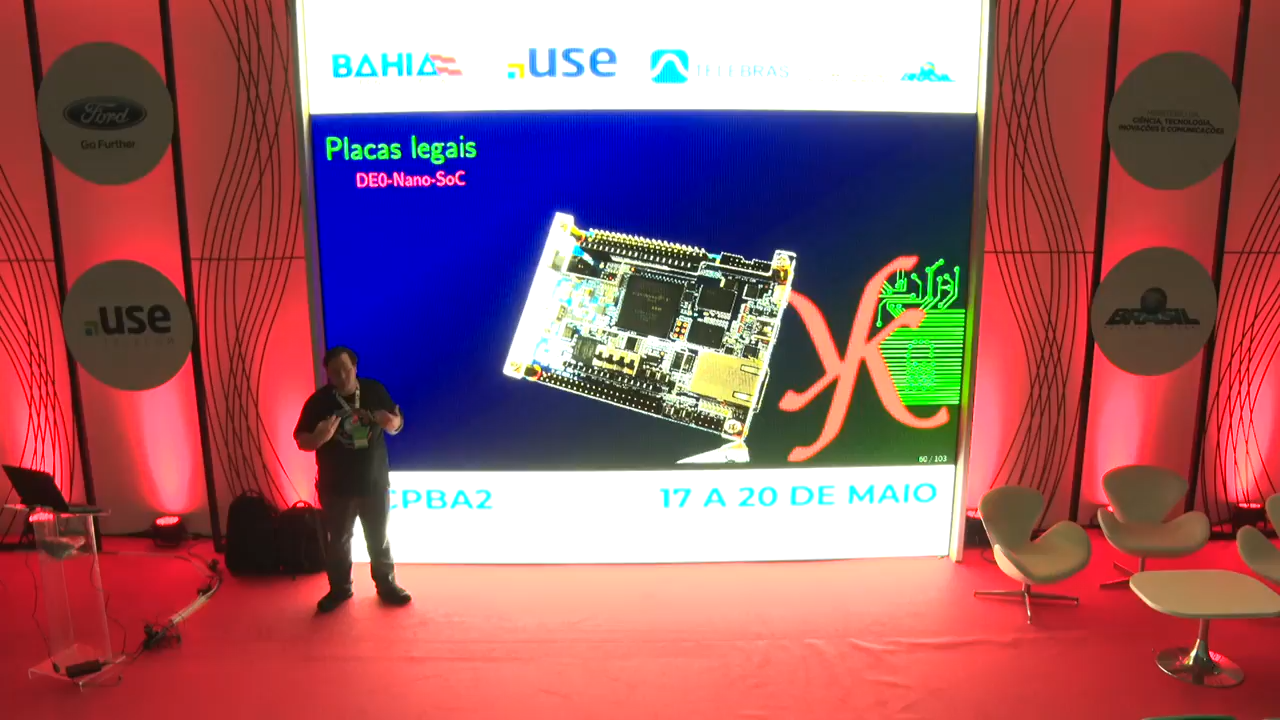 BAHIA
use
TELEBRAS
Ford
Go Further
use
TELECOM
Placas legais
DE0-Nano-SoC
60 / 103
CIÊNCIA, TECNOLOGIA,
INOVAÇÕES E COMUNICAÇÕES
BRASIL
CPBA2
17 A 20 DE MAIO